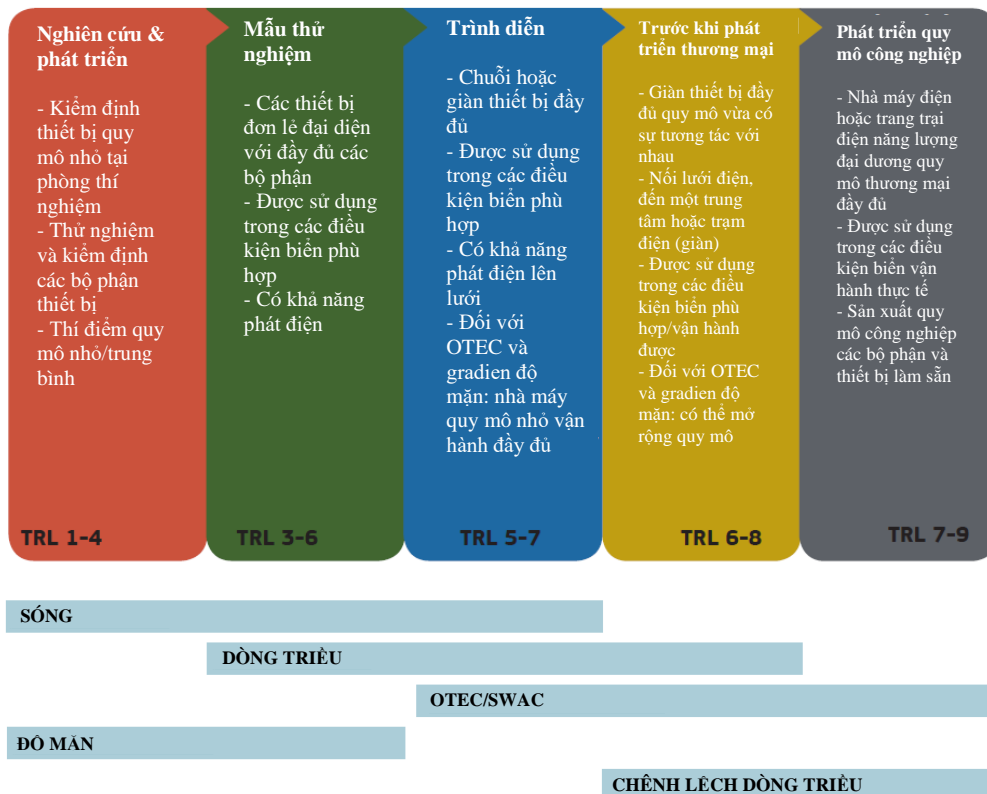 Nghiên cứu &
phát triển
- Kiểm định
thiết bị quy
mô nhỏ tại
phòng thí
nghiệm
- Thử nghiệm
và kiểm định
các bộ phận
thiết bị
- Thí điểm quy
mô nhỏ/trung
bình
TRL 1-4
Mẫu thử
nghiệm
- Các thiết bị
đơn lẻ đại diện
với đầy đủ các
bộ phận
- Được sử dụng
trong các điều
kiện biển phù
hợp
- Có khả năng
phát điện
TRL 3-6
Trình diễn
- Chuỗi hoặc
giàn thiết bị đầy
đủ
- Được sử dụng
trong các điều
kiện biển phù
hợp
- Có khả năng
phát điện lên
lưới
- Đối với
OTEC và
gradien độ
mặn: nhà máy
quy mô nhỏ vận
hành đầy đủ
TRL 5-7
Trước khi phát
triển thương mại
- Giàn thiết bị đầy
đủ quy mô vừa có
sự tương tác với
nhau
- Nối lưới điện,
đến một trung
tâm hoặc trạm
điện (giàn)
- Được sử dụng
trong các điều
kiện biển phù
hợp/vận hành
được
- Đối với OTEC
và gradien độ
mặn: có thể mở
rộng quy mô
TRL 6-8
Phát triển quy
mô công nghiệp
- Nhà máy điện
hoặc trang trại
điện năng lượng
đại dương quy
mô thương mại
đầy đủ
- Được sử dụng
trong các điều
kiện biển vận
hành thực tế
- Sản xuất quy
mô công nghiệp
các bộ phận và
thiết bị làm sẵn
TRL 7-9
SÓNG
DÒNG TRIỀU
OTEC/SWAC
ĐỘ MẶN
CHÊNH LỆCH DÒNG TRIỀU